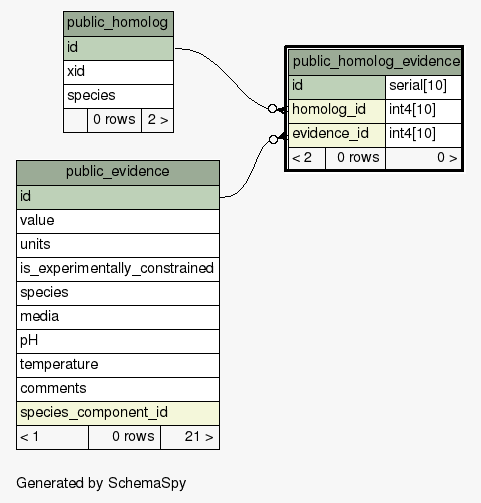 public_homolog
id
xid
species
0 rows 2 >
public_homolog_evidence
id serial[10]
homolog_id int4[10]
evidence_id int4[10]
< 2 0 rows 0 >
public_evidence
id
value
units
is_experimentally_constrained
species
media
pH
temperature
comments
species_component_id
< 1 0 rows 21 >
Generated by SchemaSpy